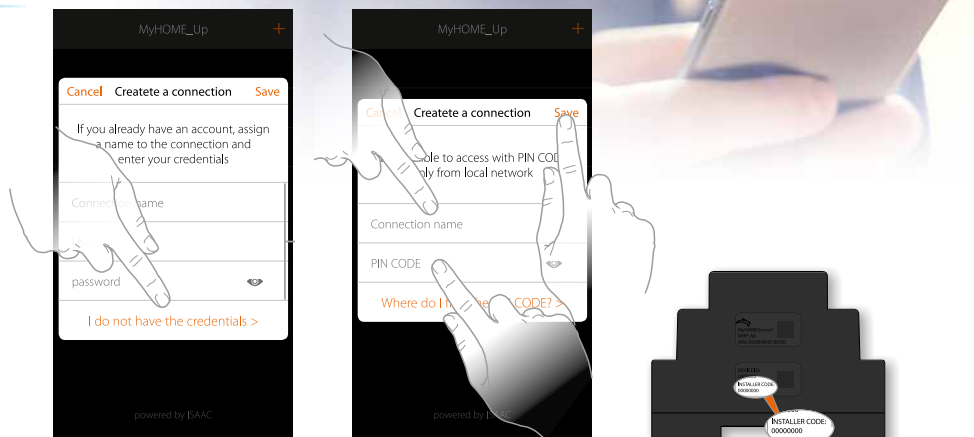 MyHOME_Up +
Cancel Createte a connection Save
If you already have an account, assign
a name to the connection and
enter your credentials
Connection name
password
I do not have the credentials >
powered by ISAAC
MyHOME_Up +
Cancel Createte a connection Save
ble to access with PIN CODE
nly from local network
Connection name
PIN CODE
Where do I CODE? >
powered by ISAAC
MyHOMEServer1
INSTALLER CODE:
00000000
INSTALLER CODE:
00000000